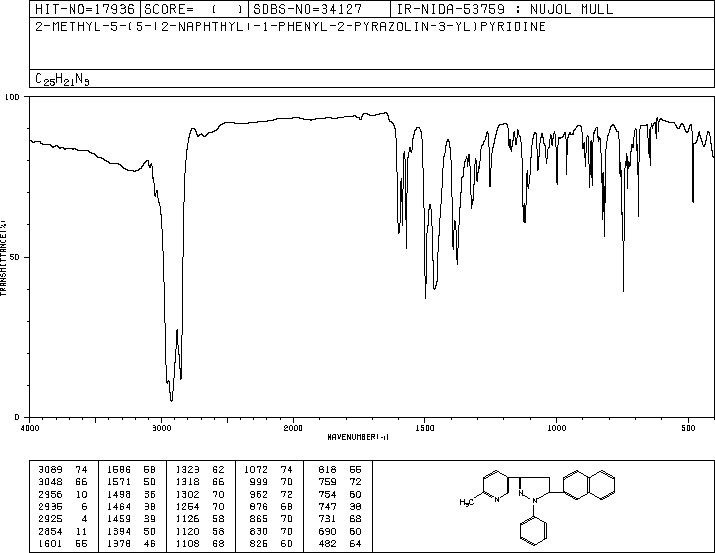 HIT-NO=17936 SCORE= ( ) SDBS-NO=34127 IR-NIDA-53759 : NUJOL MULL
2-METHYL-5-(5-(2-NAPHTHYL)-1-PHENYL-2-PYRAZOLIN-3-YL)PYRIDINE
C25H21N3
100
50
0
TRANSMITTANCE(%)
4000 3000 2000 1500 1000 500
WAVENUMBER(-1)
3089 74 1586 58 1323 62 1072 74 818 55
3048 66 1571 50 1318 66 999 70 759 72
2956 10 1498 36 1302 70 962 72 754 60
2935 6 1464 38 1254 70 876 68 747 38
2925 4 1459 39 1126 58 865 70 731 68
2854 11 1394 50 1120 58 830 70 690 60
1601 55 1378 46 1108 68 826 60 482 64
N
H3C N N